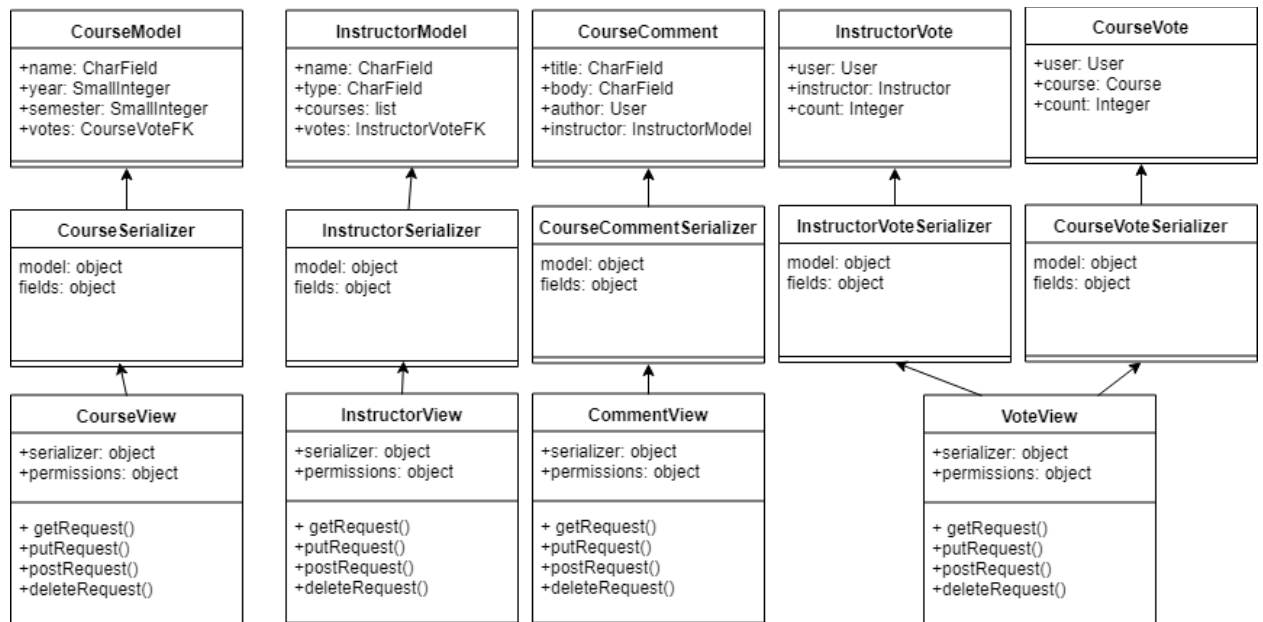 CourseModel
+name: CharField
+year: SmallInteger
+semester: SmallInteger
+votes: CourseVoteFK
InstructorModel
+name: CharField
+type: CharField
+courses: list
+votes: InstructorVoteFK
CourseComment
+title: CharField
+body: CharField
+author: User
+instructor: InstructorModel
InstructorVote
+user: User
+instructor: Instructor
+count: Integer
CourseVote
+user: User
+course: Course
+count: Integer
CourseSerializer
model: object
fields: object
InstructorSerializer
model: object
fields: object
CourseCommentSerializer
model: object
fields: object
InstructorVoteSerializer
model: object
fields: object
CourseVoteSerializer
model: object
fields: object
CourseView
+serializer: object
+permissions: object
+ getRequest()
+putRequest()
+postRequest()
+deleteRequest()
InstructorView
+serializer: object
+permissions: object
+ getRequest()
+putRequest()
+postRequest()
+deleteRequest()
CommentView
+serializer: object
+permissions: object
+ getRequest()
+putRequest()
+postRequest()
+deleteRequest()
VoteView
+serializer: object
+permissions: object
+ getRequest()
+putRequest()
+postRequest()
+deleteRequest()